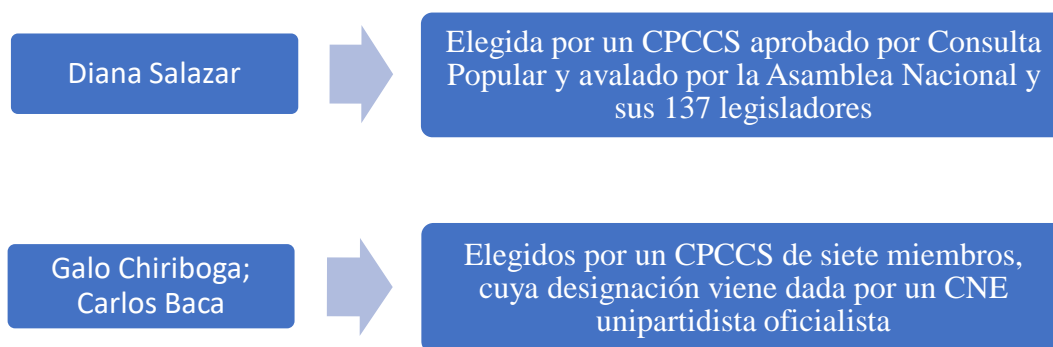 Diana Salazar
Elegida por un CPCCS aprobado por Consulta
Popular y avalado por la Asamblea Nacional y
sus 137 legisladores
Galo Chiriboga;
Carlos Baca
Elegidos por un CPCCS de siete miembros,
cuya designación viene dada por un CNE
unipartidista oficialista